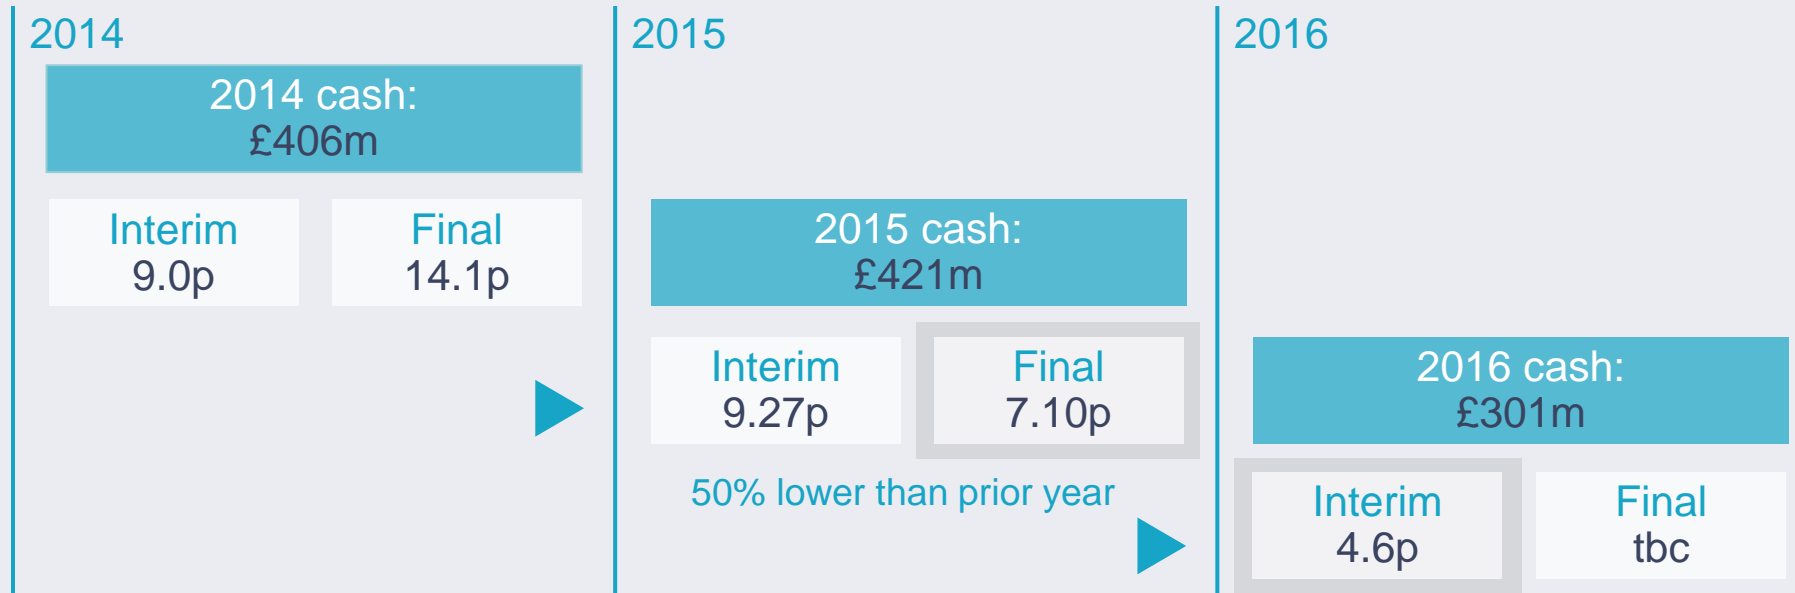 2014
2014 cash:
£406m
Interim
9.0p
Final
14.1p
2015
2015 cash:
£421m
Interim
9.27p
Final
7.10p
50% lower than prior year
2016
2016 cash:
£301m
Interim
4.6p
Final
tbc